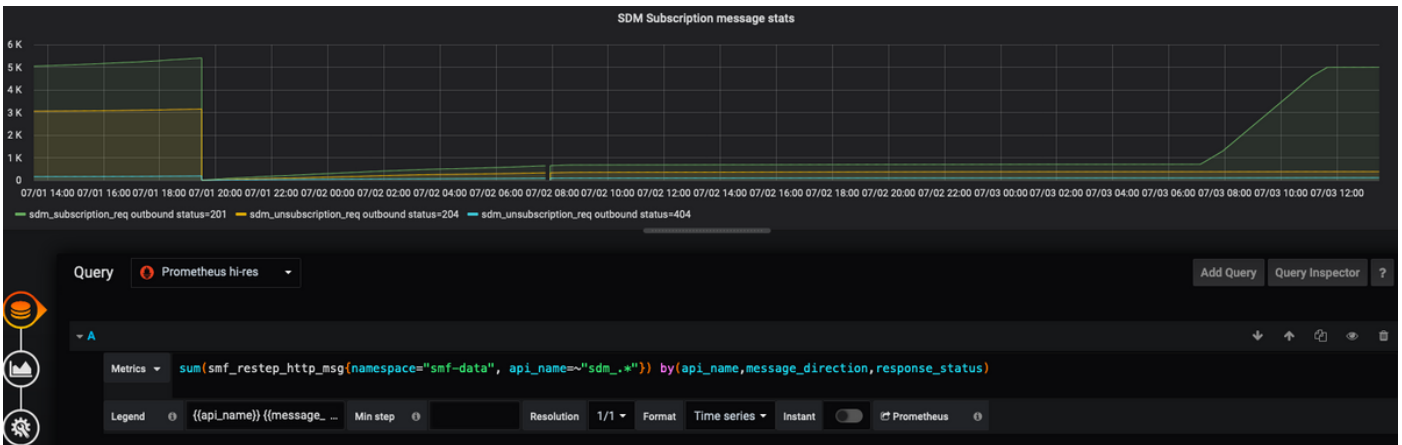 SDM Subscription message stats
6 K
5 K
4 K
3 K
2 K
1 K
0
07/01 14:00 07/01 16:00 07/01 18:00 07/01 20:00 07/01 22:00 07/02 00:00 07/02 02:00 07/02 04:00 07/02 06:00 07/02 08:00 07/02 10:00 07/02 12:00 07/02 14:00 07/02 16:00 07/02 18:00 07/02 20:00 07/02 22:00 07/03 00:00 07/03 02:00 07/03 04:00 07/03 06:00 07/03 08:00 07/03 10:00 07/03 12:00
sdm_subscription_req outbound status=201 sdm_unsubscription_req outbound status=204 sdm_unsubscription_req outbound status=404
Query Prometheus hi-res Add Query Query Inspector ?
A
Metrics sum(smf_restep_http_msg{namespace="smf-data", api_name=~"sdm_.*"}) by(api_name,message_direction,response_status)
Legend {{api_name}} {{message_ ... Min step Resolution 1/1 Format Time series Instant Prometheus